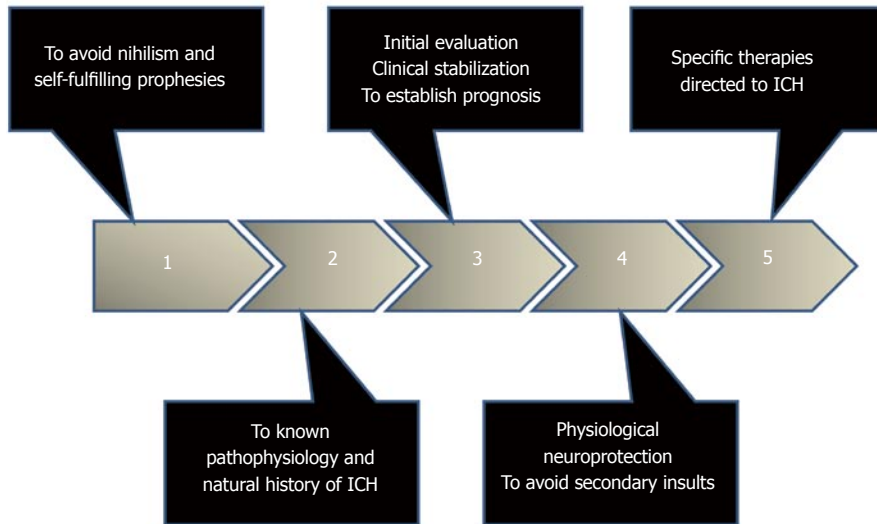 To avoid nihilism and
self-fulfilling prophesies
Initial evaluation
Clinical stabilization
To establish prognosis
Specific therapies
directed to ICH
1
2
3
4
5
To known
pathophysiology and
natural history of ICH
Physiological
neuroprotection
To avoid secondary insults